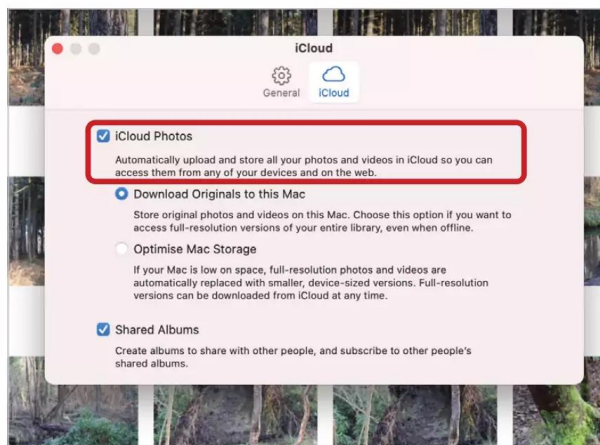 iCloud
General
iCloud
iCloud Photos
Automatically upload and store all your photos and videos in iCloud so you can
access them from any of your devices and on the web.
Download Originals to this Mac
Store original photos and videos on this Mac. Choose this option if you want to
access full-resolution versions of your entire library, even when offline.
Optimise Mac Storage
If your Mac is low on space, full-resolution photos and videos are
automatically replaced with smaller, device-sized versions. Full-resolution
versions can be downloaded from iCloud at any time.
Shared Albums
Create albums to share with other people, and subscribe to other people's
shared albums.